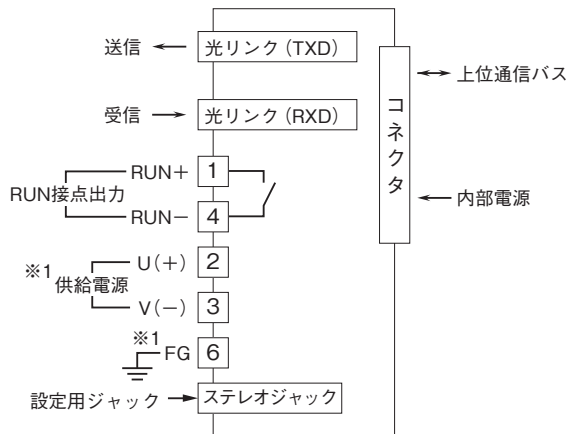 送信
光リンク（TXD）
上位通信バス
受信
光リンク（RXD）
コネクタ
RUN＋
1
RUN接点出力
RUN－
4
内部電源
U（＋）
2
※1
供給電源
V（－）
3
※1
FG
6
設定用ジャック
ステレオジャック